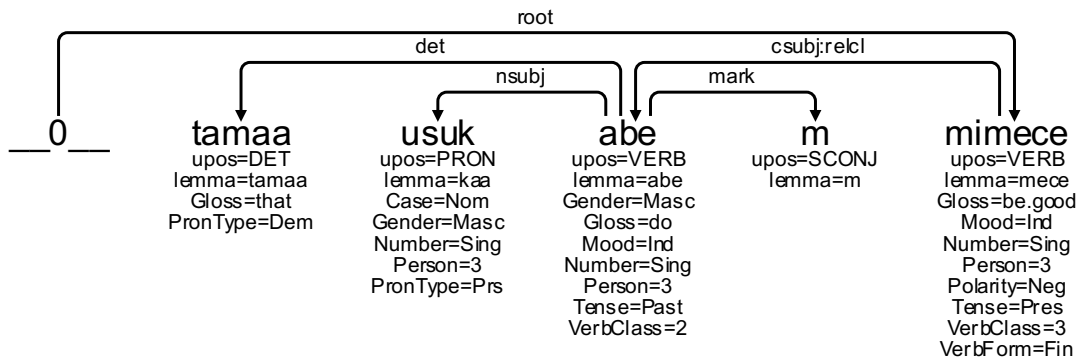 root
det csubj:relcl
nsubj mark
__0__ tamaa usuk abe m mimece
upos=DET upos=PRON upos=VERB upos=SCONJ upos=VERB
lemma=tamaa lemma=kaa lemma=abe lemma=m lemma=mece
Gloss=that Case=Nom Gender=Masc Gloss=be.good
PronType=Dem Gender=Masc Gloss=do Mood=Ind
Number=Sing Mood=Ind Number=Sing
Person=3 Number=Sing Person=3
PronType=Prs Person=3 Polarity=Neg
Tense=Past Tense=Pres
VerbClass=2 VerbClass=3
VerbForm=Fin